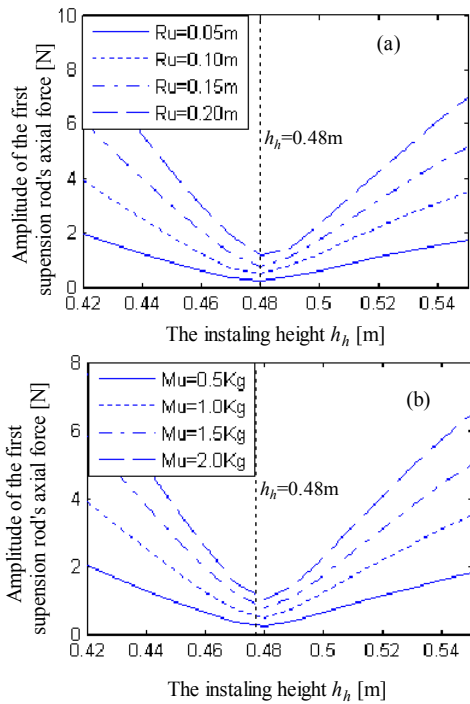 10
(a)
Ru=0.05m
Ru=0.10m
Ru=0.15m
Ru=0.20m
8
6
4
2
0
hₕ=0.48m
Amplitude of the first
supension rod's axial force [N]
0.42 0.44 0.46 0.48 0.5 0.52 0.54
The instaling height hₕ [m]
8
(b)
Mu=0.5Kg
Mu=1.0Kg
Mu=1.5Kg
Mu=2.0Kg
6
4
2
0
hₕ=0.48m
Amplitude of the first
supension rod's axial force [N]
0.42 0.44 0.46 0.48 0.5 0.52 0.54
The instaling height hₕ [m]